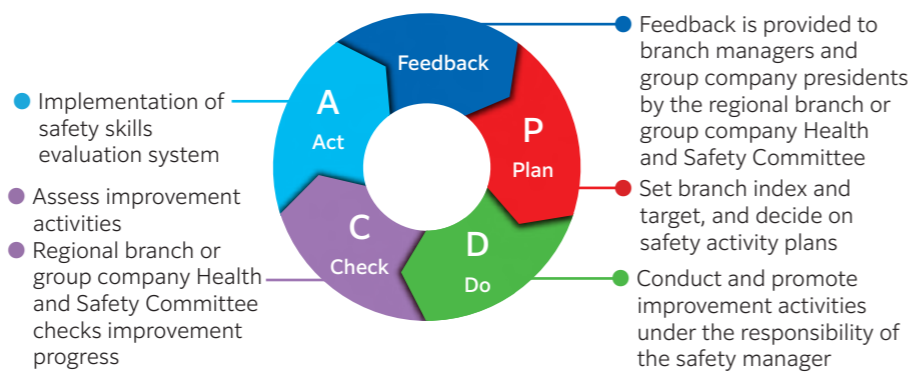 Feedback
Feedback is provided to
branch managers and
group company presidents
by the regional branch or
group company Health
and Safety Committee
P
Plan
Set branch index and
target, and decide on
safety activity plans
D
Do
Conduct and promote
improvement activities
under the responsibility of
the safety manager
C
Check
Assess improvement
activities
Regional branch or
group company Health
and Safety Committee
checks improvement
progress
A
Act
Implementation of
safety skills
evaluation system